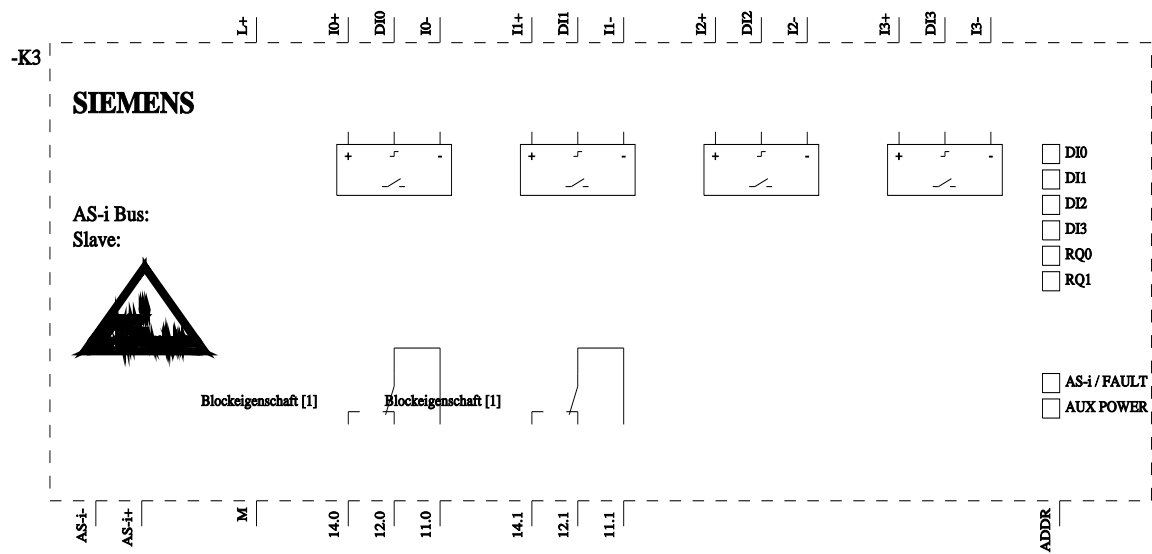 L+ I0+ DI0 I0- I1+ DI1 I1- I2+ DI2 I2- I3+ DI3 I3-
-K3
SIEMENS
+ - + - + - + -
DI0
DI1
DI2
DI3
RQ0
RQ1
AS-i Bus:
Slave:
AS-i / FAULT
AUX POWER
Blockeigenschaft [1] Blockeigenschaft [1]
AS-i- AS-i+ M 14.0 12.0 11.0 14.1 12.1 11.1 ADDR